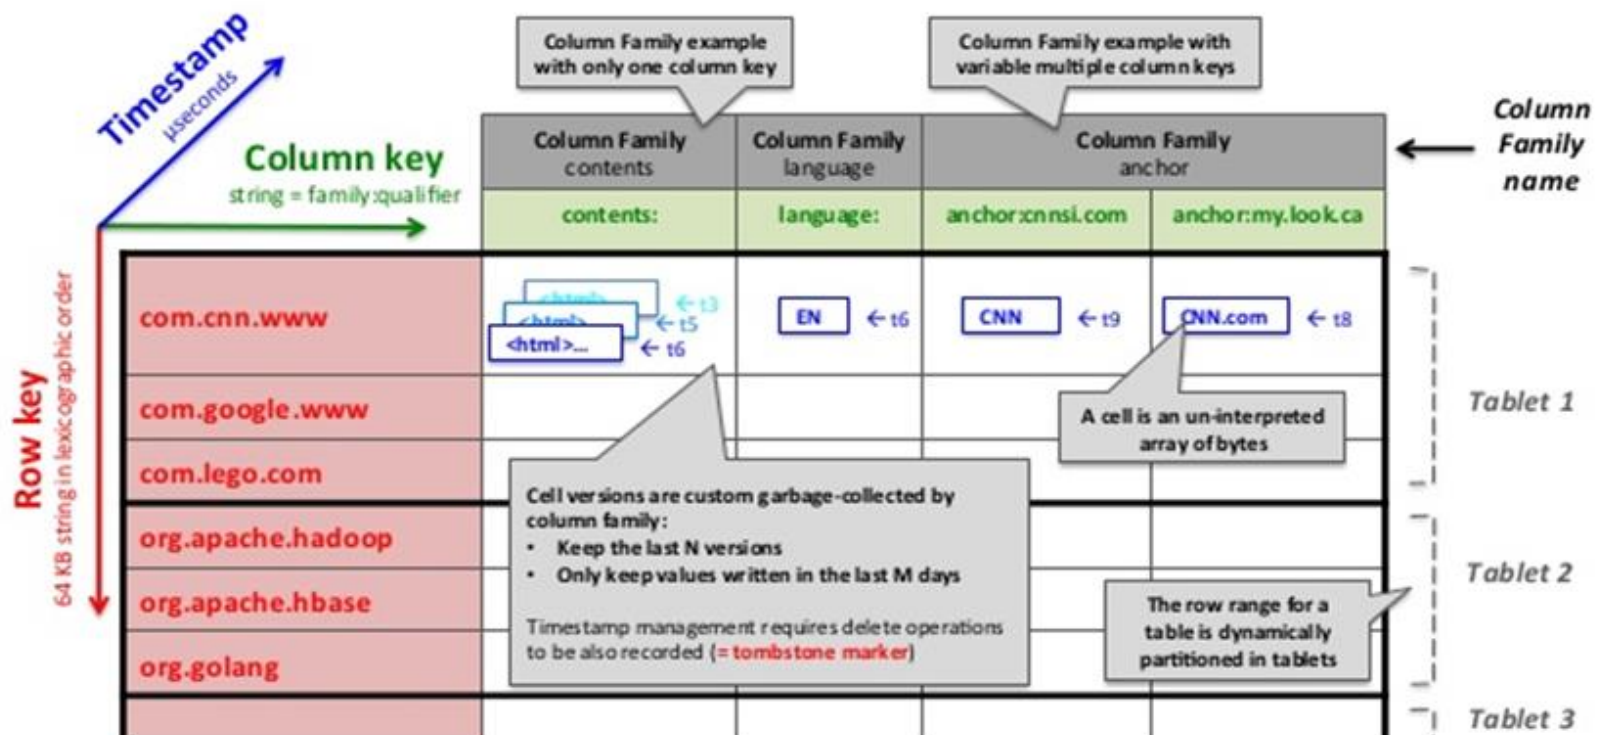 Timestamp
μseconds
Column key
string = family:qualifier
Row key
64 KB string in lexicographic order
Column Family example
with only one column key
Column Family example with
variable multiple column keys
Column Family
contents
Column Family
language
Column Family
anchor
Column
Family
name
contents:
language:
anchor:cnnsi.com
anchor:my.look.ca
com.cnn.www
<html>
← t3
<html>
← t5
<html>...
← t6
EN
← t6
CNN
← t9
CNN.com
← t8
com.google.www
com.lego.com
org.apache.hadoop
org.apache.hbase
org.golang
A cell is an un-interpreted
array of bytes
Cell versions are custom garbage-collected by
column family:
• Keep the last N versions
• Only keep values written in the last M days
Timestamp management requires delete operations
to be also recorded (= tombstone marker)
The row range for a
table is dynamically
partitioned in tablets
Tablet 1
Tablet 2
Tablet 3